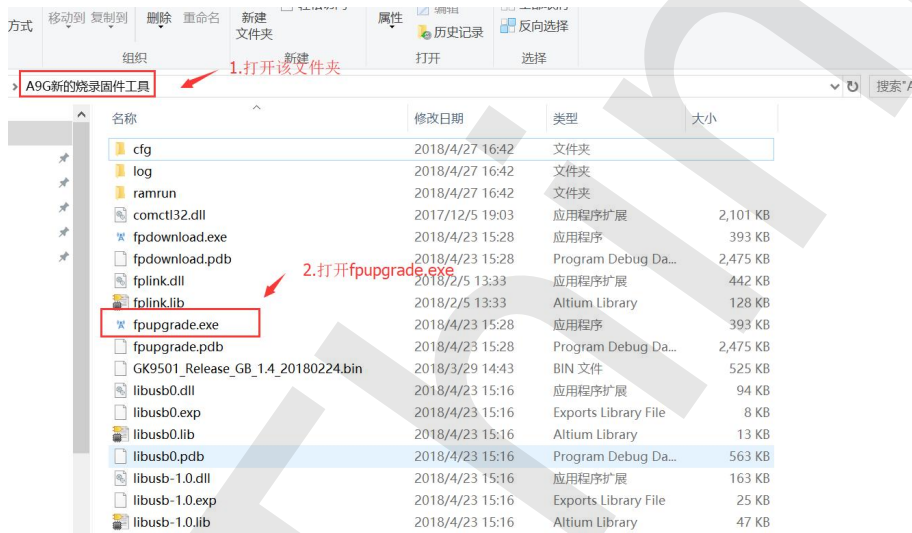 方式 移动到 复制到 删除 重命名 新建 属性 编辑
文件夹 历史记录 反向选择
组织 新建 打开 选择
1.打开该文件夹
A9G新的烧录固件工具 搜索"A
名称 修改日期 类型 大小
cfg 2018/4/27 16:42 文件夹
log 2018/4/27 16:42 文件夹
ramrun 2018/4/27 16:42 文件夹
comctl32.dll 2017/12/5 19:03 应用程序扩展 2,101 KB
fpdownload.exe 2018/4/23 15:28 应用程序 393 KB
fpdownload.pdb 2018/4/23 15:28 Program Debug Da... 2,475 KB
2.打开fpupgrade.exe
fplink.dll 2018/2/5 13:33 应用程序扩展 442 KB
fplink.lib 2018/2/5 13:33 Altium Library 128 KB
fpupgrade.exe 2018/4/23 15:28 应用程序 393 KB
fpupgrade.pdb 2018/4/23 15:28 Program Debug Da... 2,475 KB
GK9501_Release_GB_1.4_20180224.bin 2018/3/29 14:43 BIN 文件 525 KB
libusb0.dll 2018/4/23 15:16 应用程序扩展 94 KB
libusb0.exp 2018/4/23 15:16 Exports Library File 8 KB
libusb0.lib 2018/4/23 15:16 Altium Library 13 KB
libusb0.pdb 2018/4/23 15:16 Program Debug Da... 563 KB
libusb-1.0.dll 2018/4/23 15:16 应用程序扩展 163 KB
libusb-1.0.exp 2018/4/23 15:16 Exports Library File 25 KB
libusb-1.0.lib 2018/4/23 15:16 Altium Library 47 KB